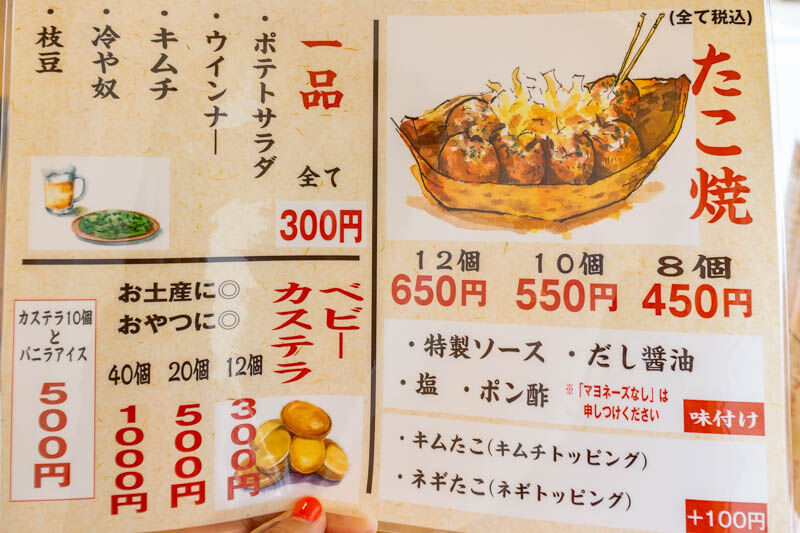 (全て税込)
たこ焼
8個
450円
10個
550円
12個
650円
・特製ソース ・だし醤油
・塩 ・ポン酢
※「マヨネーズなし」は
申しつけください
味付け
・キムたこ(キムチトッピング)
・ネギたこ(ネギトッピング)
+100円
一品
全て
300円
・ポテトサラダ
・ウインナー
・キムチ
・冷や奴
・枝豆
ベビー
カステラ
お土産に◎
おやつに◎
12個
300円
20個
500円
40個
1000円
カステラ10個
と
バニラアイス
500円